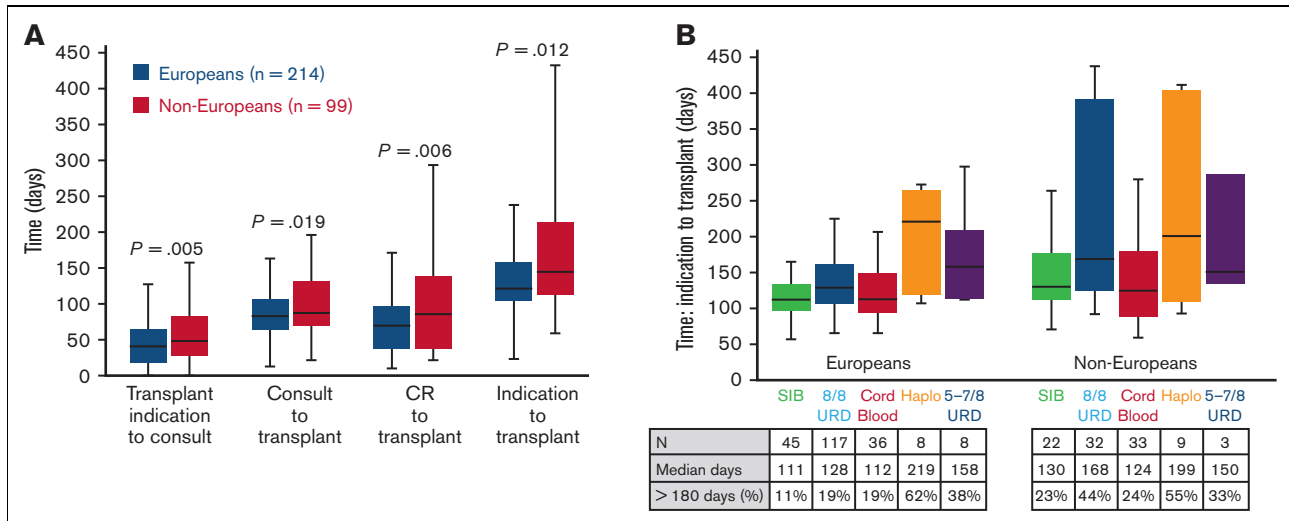 A
450
400
350
300
250
200
150
100
50
0
Time (days)
Europeans (n = 214)
Non-Europeans (n = 99)
P = .005
P = .019
P = .006
P = .012
Transplant
indication
to consult
Consult
to
transplant
CR
to
transplant
Indication
to
transplant
B
450
400
350
300
250
200
150
100
50
0
Time: indication to transplant (days)
Europeans
Non-Europeans
SIB 8/8 URD Cord Blood Haplo 5–7/8 URD
SIB 8/8 URD Cord Blood Haplo 5–7/8 URD
N 45 117 36 8 8 22 32 33 9 3
Median days 111 128 112 219 158 130 168 124 199 150
> 180 days (%) 11% 19% 19% 62% 38% 23% 44% 24% 55% 33%